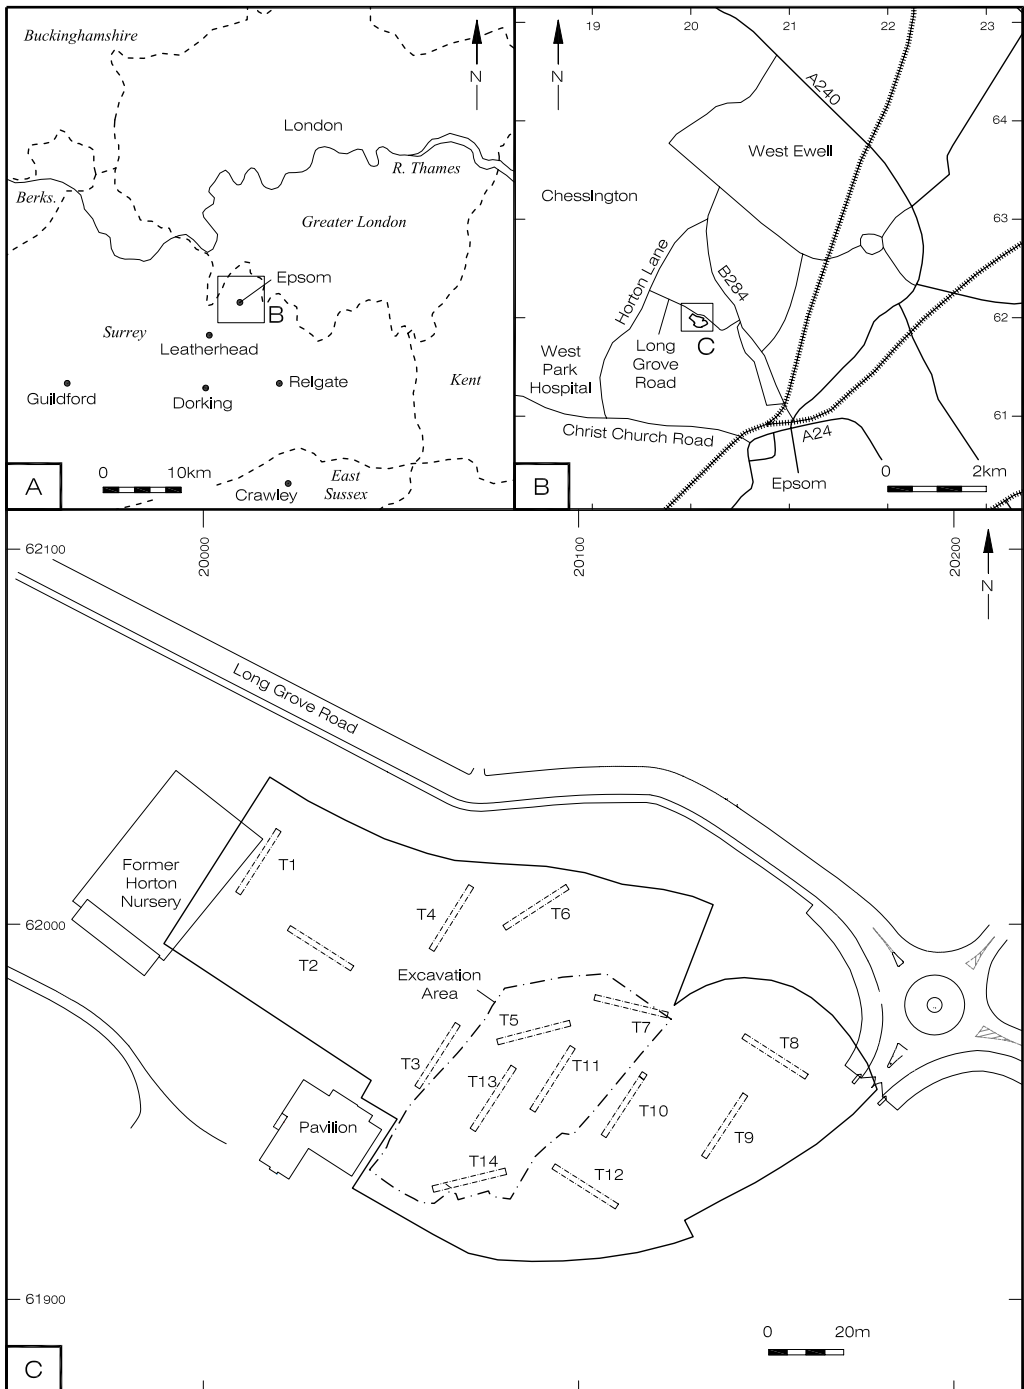 Buckinghamshire
N
London
R. Thames
Berks.
Greater London
Epsom
B
Surrey
Leatherhead
Kent
Guildford
Dorking
Relgate
0 10km
East
Sussex
Crawley
A
19 20 21 22 23
N
A240
64
West Ewell
Chessington
63
Horton Lane
B284
62
C
West
Park
Hospital
Long
Grove
Road
61
Christ Church Road
A24
0 2km
Epsom
B
62100
20000
20100
20200
N
Long Grove Road
Former
Horton
Nursery
T1
T4
T6
62000
T2
Excavation
Area
T5
T7
T8
T3
T13
T11
T10
T9
Pavilion
T14
T12
61900
0 20m
C